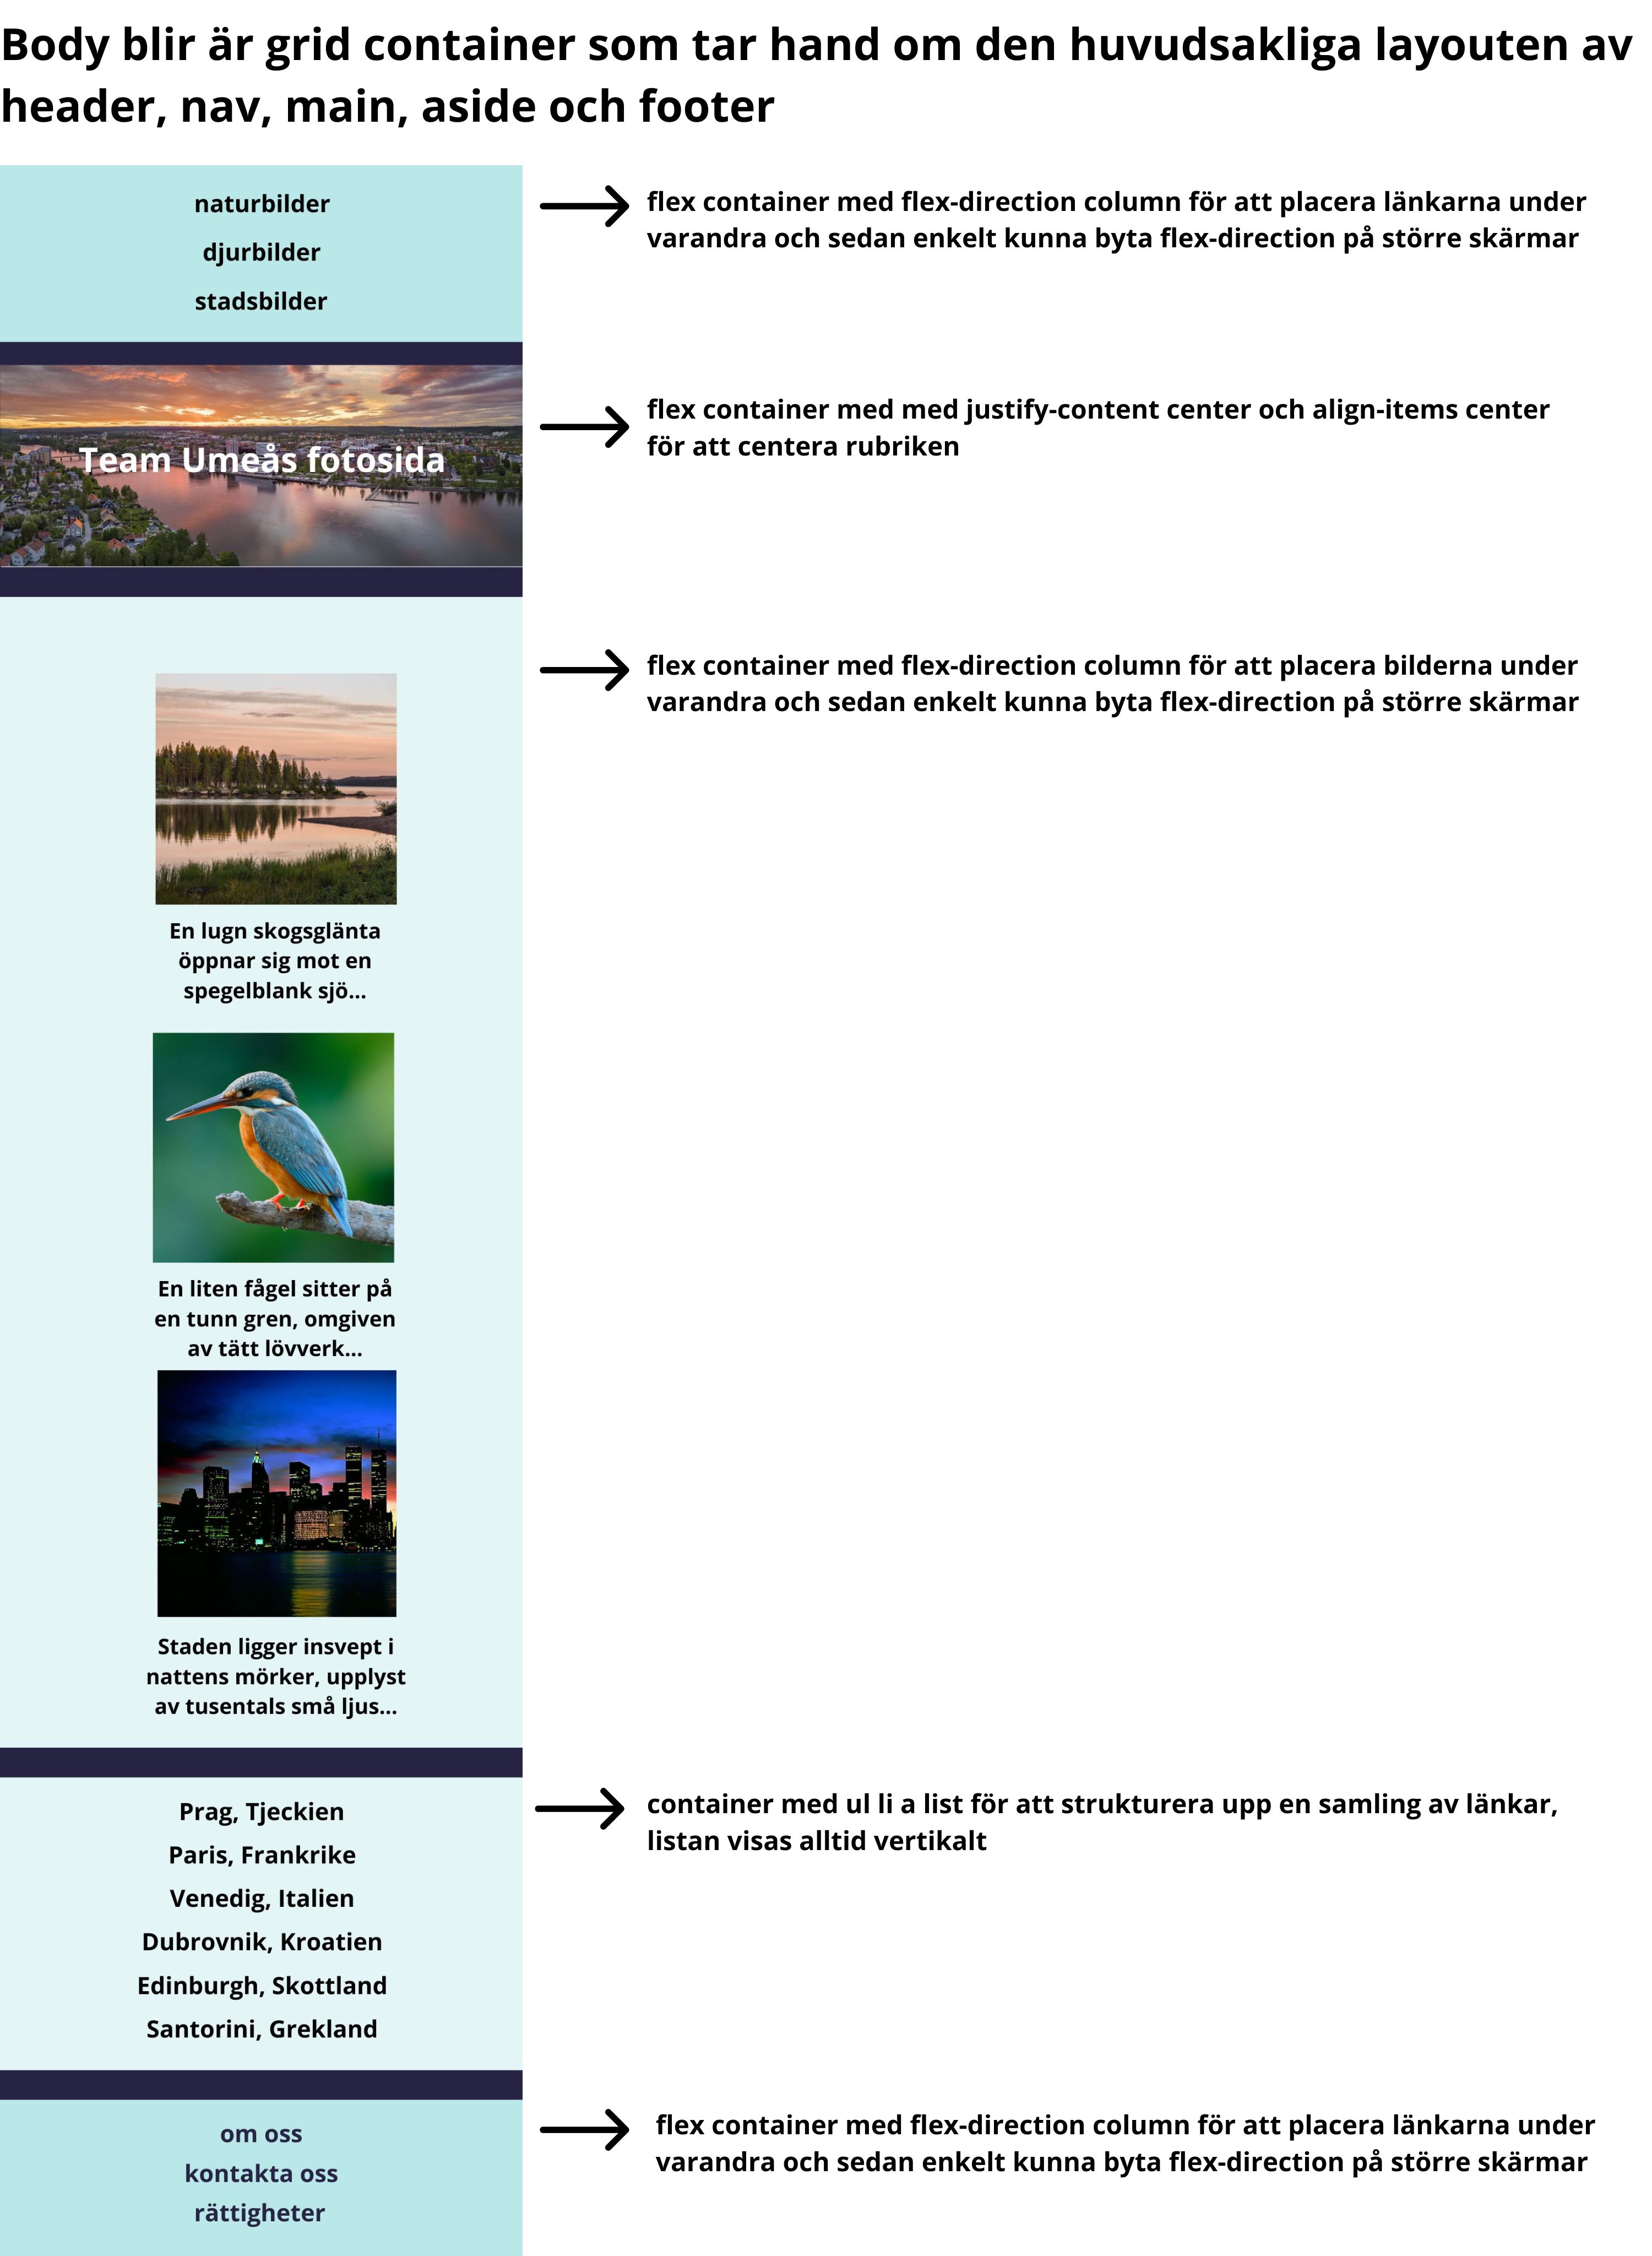 Body blir är grid container som tar hand om den huvudsakliga layouten av
header, nav, main, aside och footer
naturbilder
djurbilder
stadsbilder
flex container med flex-direction column för att placera länkarna under
varandra och sedan enkelt kunna byta flex-direction på större skärmar
Team Umeås fotosida
flex container med med justify-content center och align-items center
för att centera rubriken
flex container med flex-direction column för att placera bilderna under
varandra och sedan enkelt kunna byta flex-direction på större skärmar
En lugn skogsglänta
öppnar sig mot en
spegelblank sjö...
En liten fågel sitter på
en tunn gren, omgiven
av tätt lövverk...
Staden ligger insvept i
nattens mörker, upplyst
av tusentals små ljus...
Prag, Tjeckien
Paris, Frankrike
Venedig, Italien
Dubrovnik, Kroatien
Edinburgh, Skottland
Santorini, Grekland
container med ul li a list för att strukturera upp en samling av länkar,
listan visas alltid vertikalt
om oss
kontakta oss
rättigheter
flex container med flex-direction column för att placera länkarna under
varandra och sedan enkelt kunna byta flex-direction på större skärmar